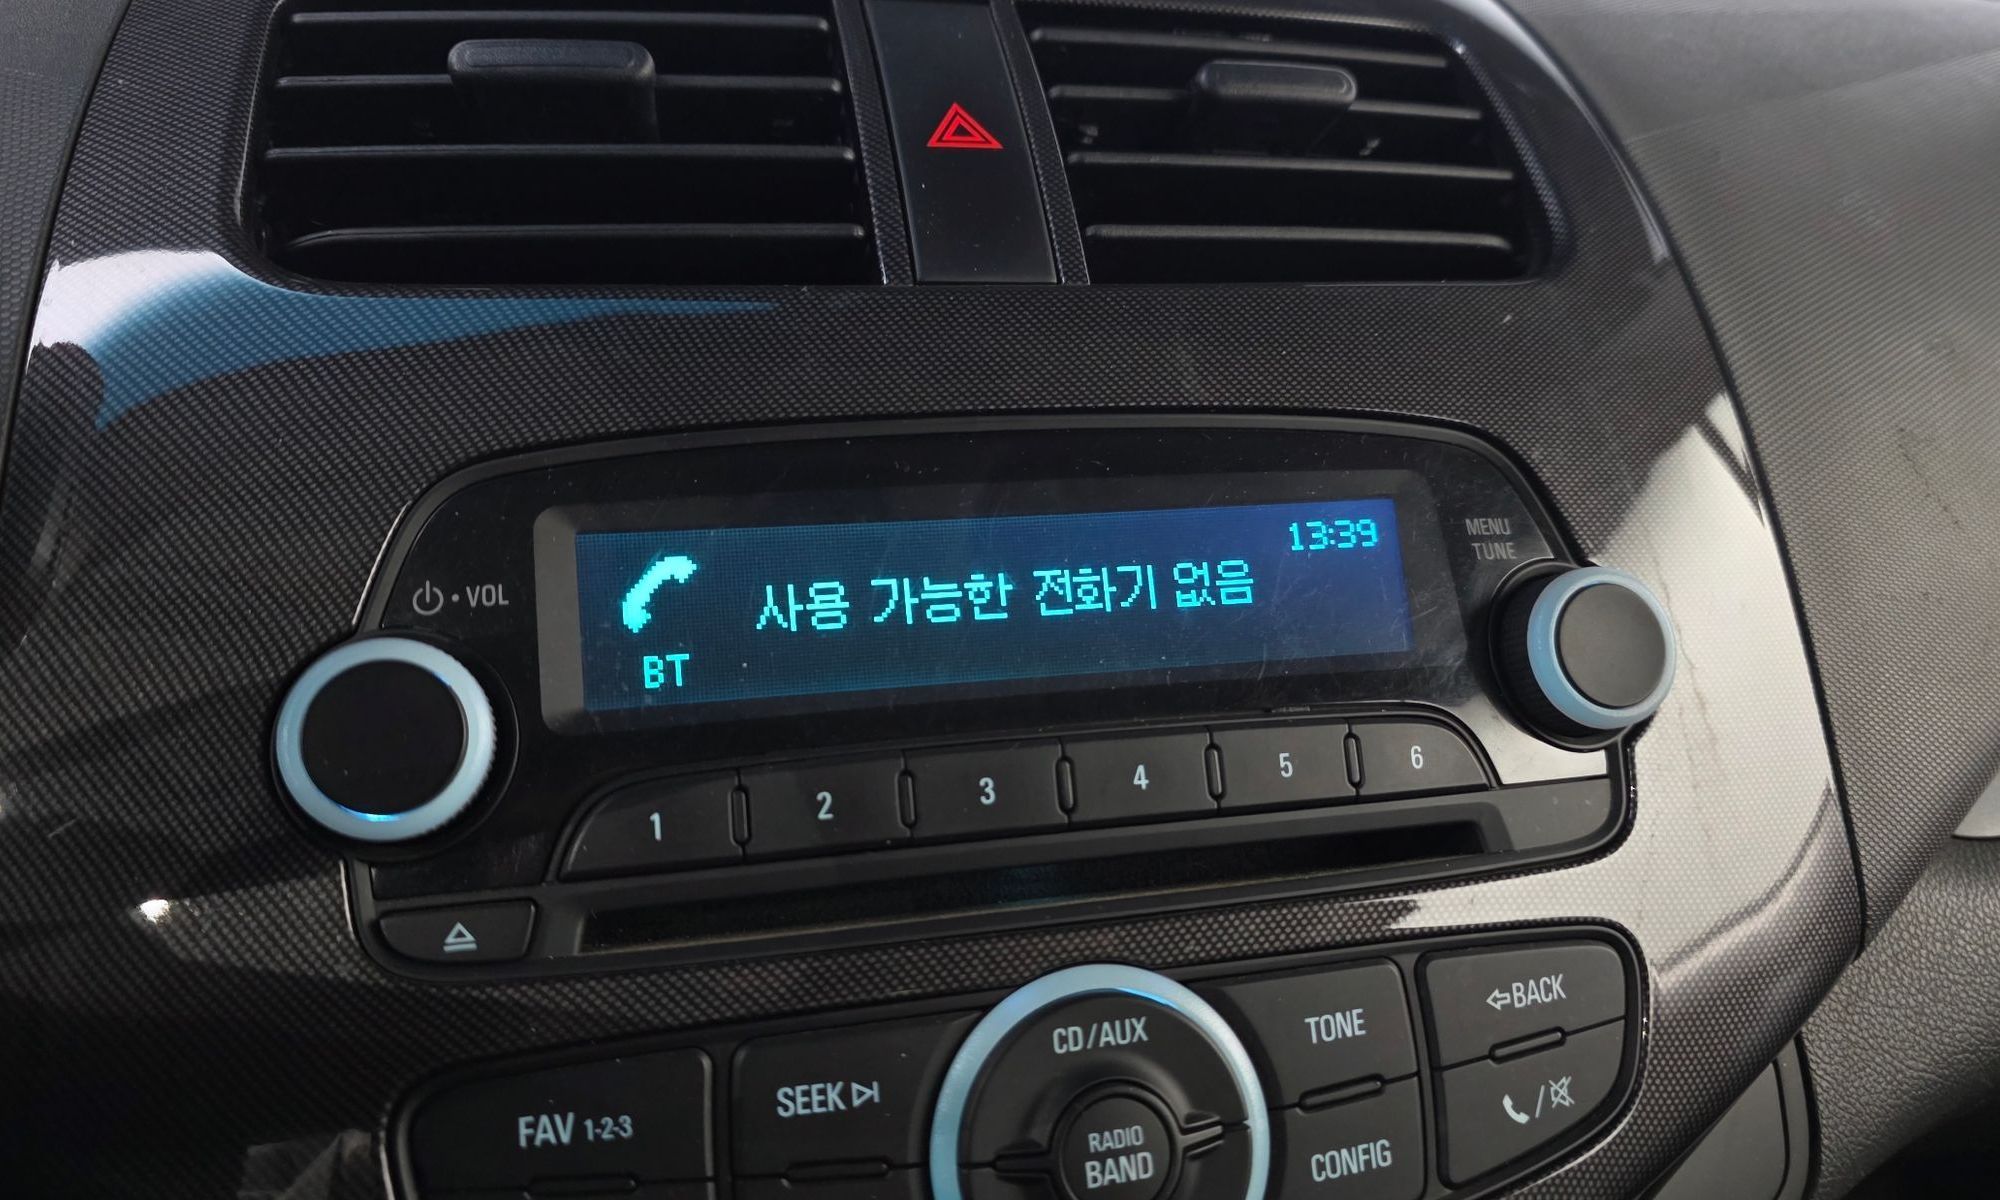 13:39
MENU
TUNE
VOL
사용 가능한 전화기 없음
BT
1 2 3 4 5 6
BACK
CD/AUX
TONE
SEEK
FAV 1-2-3
RADIO
BAND
CONFIG